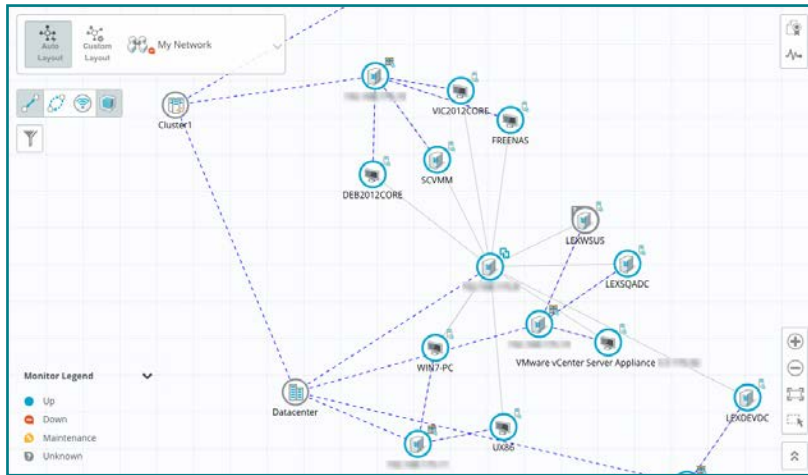 Auto
Layout
Custom
Layout
My Network
Cluster1
VIC2012CORE
FREENAS
SCVMM
DEB2012CORE
LEXWSUS
LEXSQADC
WIN7-PC
VMware vCenter Server Appliance
Monitor Legend
Up
Down
Maintenance
Unknown
Datacenter
UX86
LEXDEVDC